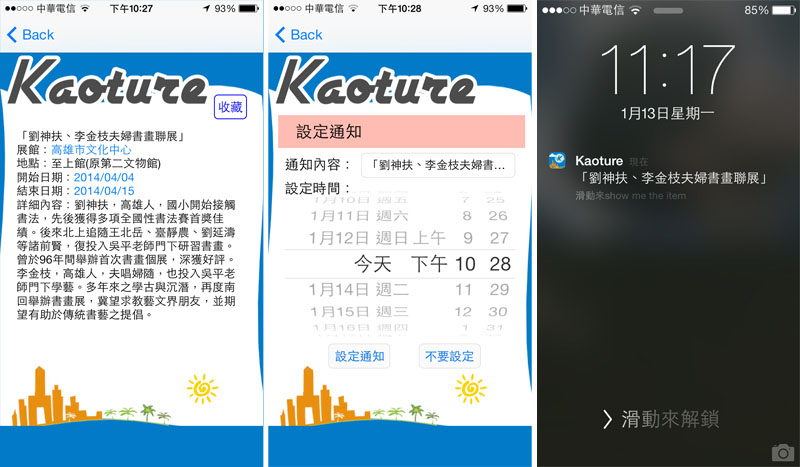 中華電信 下午10:27 93%
Back
Kaoture
收藏
「劉神扶、李金枝夫婦書畫聯展」
展館：高雄市文化中心
地點：至上館(原第二文物館)
開始日期：2014/04/04
結束日期：2014/04/15
詳細內容：劉神扶，高雄人，國小開始接觸
書法，先後獲得多項全國性書法賽首獎佳
績。後來北上追隨王北岳、臺靜農、劉延濤
等諸前賢，復投入吳平老師門下研習書畫。
曾於96年間舉辦首次書畫個展，深獲好評。
李金枝，高雄人，夫唱婦隨，也投入吳平老
師門下學藝。多年來之學古與沉潛，再度南
回舉辦書畫展，冀望求教藝文界朋友，並期
望有助於傳統書藝之提倡。
中華電信 下午10:28 93%
Back
Kaoture
設定通知
通知內容： 「劉神扶、李金枝夫婦書…
設定時間：
1月10日 週五 7 25
1月11日 週六 8 26
1月12日 週日 上午 9 27
今天 下午 10 28
1月14日 週二 11 29
1月15日 週三 12 30
1月16日 週四 1 31
設定通知 不要設定
中華電信 85%
11:17
1月13日星期一
Kaoture 現在
「劉神扶、李金枝夫婦書畫聯展」
滑動來show me the item
滑動來解鎖